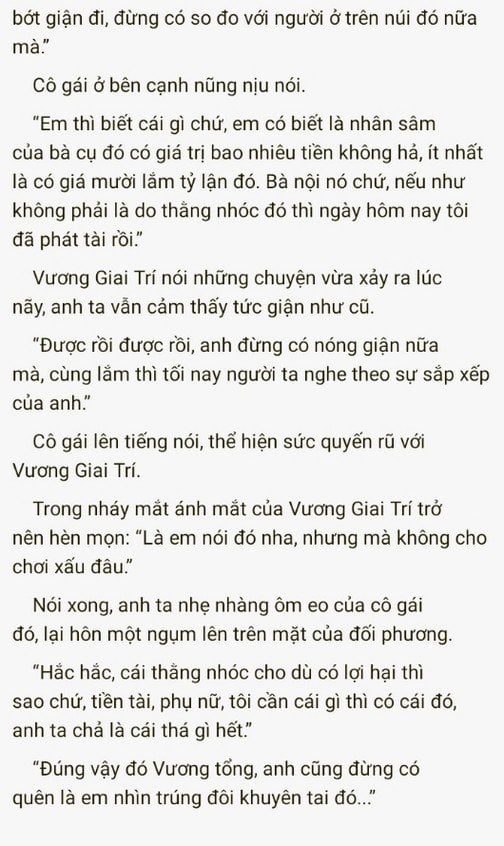 bớt giận đi, đừng có so đo với người ở trên núi đó nữa
mà.”
Cô gái ở bên cạnh nũng nịu nói.
“Em thì biết cái gì chứ, em có biết là nhân sâm
của bà cụ đó có giá trị bao nhiêu tiền không hả, ít nhất
là có giá mười lắm tỷ lận đó. Bà nội nó chứ, nếu như
không phải là do thằng nhóc đó thì ngày hôm nay tôi
đã phát tài rồi.”
Vương Giai Trí nói những chuyện vừa xảy ra lúc
nãy, anh ta vẫn cảm thấy tức giận như cũ.
“Được rồi được rồi, anh đừng có nóng giận nữa
mà, cùng lắm thì tối nay người ta nghe theo sự sắp xếp
của anh.”
Cô gái lên tiếng nói, thể hiện sức quyến rũ với
Vương Giai Trí.
Trong nháy mắt ánh mắt của Vương Giai Trí trở
nên hèn mọn: “Là em nói đó nha, nhưng mà không cho
chơi xấu đâu.”
Nói xong, anh ta nhẹ nhàng ôm eo của cô gái
đó, lại hôn một ngụm lên trên mặt của đối phương.
“Hắc hắc, cái thằng nhóc cho dù có lợi hại thì
sao chứ, tiền tài, phụ nữ, tôi cần cái gì thì có cái đó,
anh ta chả là cái thá gì hết.”
“Đúng vậy đó Vương tổng, anh cũng đừng có
quên là em nhìn trúng đôi khuyên tai đó...”